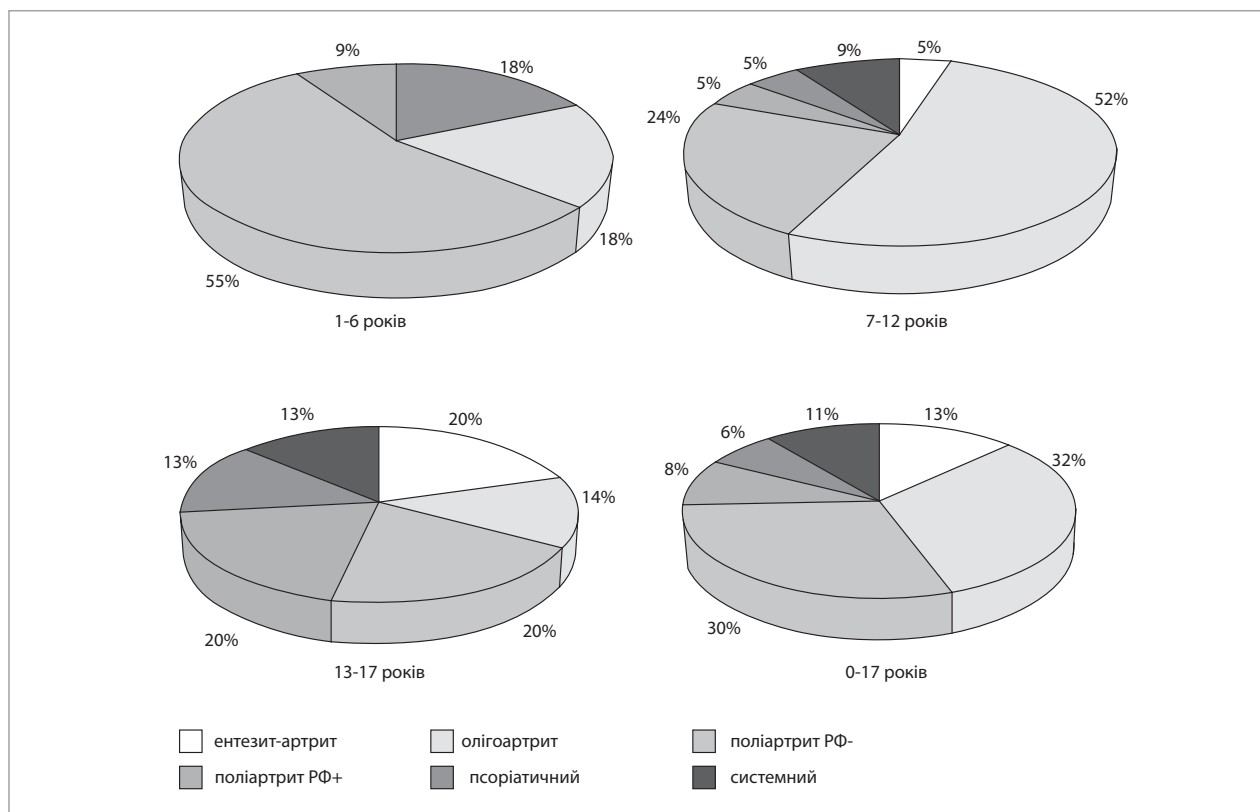 9%
18%
18%
55%
1-6 років
5%
9%
5%
5%
52%
24%
7-12 років
13%
20%
13%
14%
20%
20%
13-17 років
11%
13%
6%
32%
8%
30%
0-17 років
ентезит-артрит
олігоартрит
поліартрит РФ-
поліартрит РФ+
псоріатичний
системний